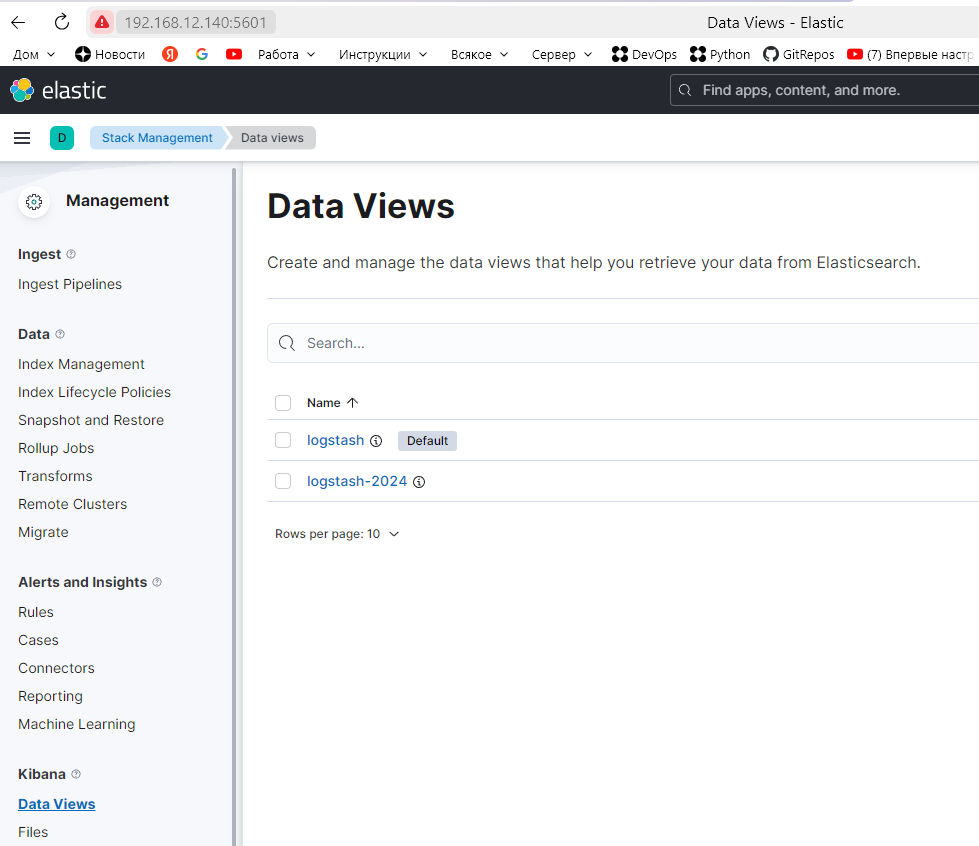 192.168.12.140:5601 Data Views - Elastic
Дом Новости Я G Работа Инструкции Всякое Сервер DevOps Python GitRepos (7) Впервые настр
elastic Find apps, content, and more.
D Stack Management Data views
Management
Ingest
Ingest Pipelines
Data
Index Management
Index Lifecycle Policies
Snapshot and Restore
Rollup Jobs
Transforms
Remote Clusters
Migrate
Alerts and Insights
Rules
Cases
Connectors
Reporting
Machine Learning
Kibana
Data Views
Files
Data Views
Create and manage the data views that help you retrieve your data from Elasticsearch.
Search...
Name
logstash Default
logstash-2024
Rows per page: 10